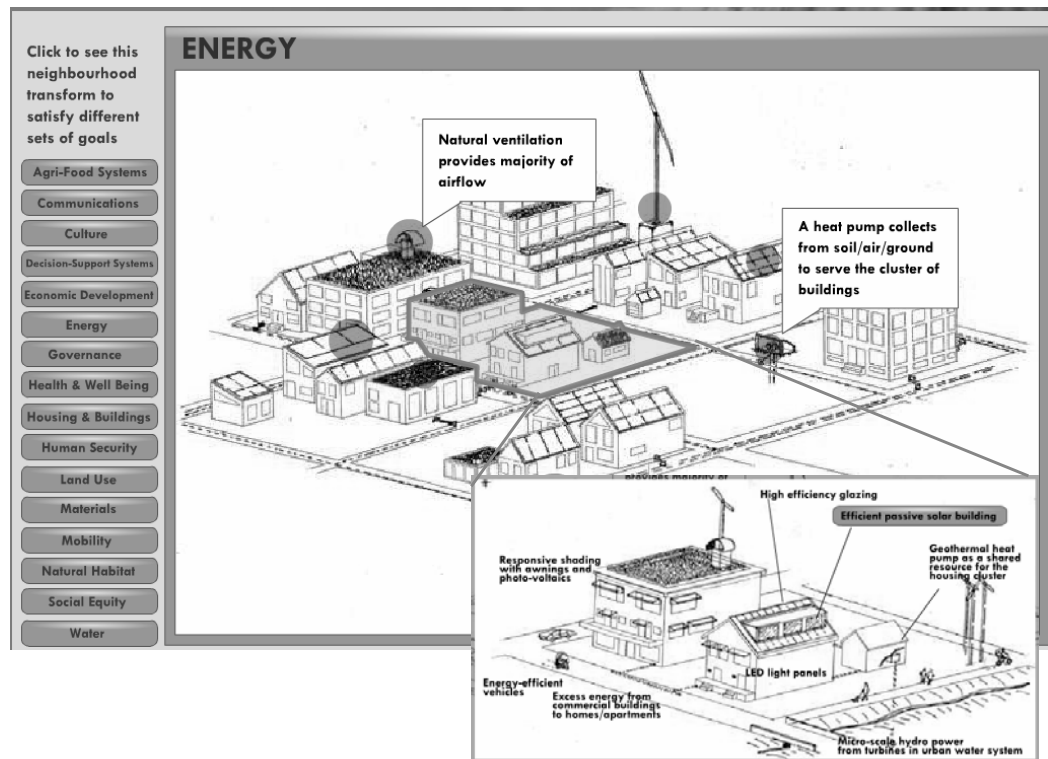 Click to see this
neighbourhood
transform to
satisfy different
sets of goals
Agri-Food Systems
Communications
Culture
Decision-Support Systems
Economic Development
Energy
Governance
Health & Well Being
Housing & Buildings
Human Security
Land Use
Materials
Mobility
Natural Habitat
Social Equity
Water
ENERGY
Natural ventilation
provides majority of
airflow
A heat pump collects
from soil/air/ground
to serve the cluster of
buildings
provides majority of
High efficiency glazing
Efficient passive solar building
Responsive shading
with awnings and
photo-voltaics
Geothermal heat
pump as a shared
resource for the
housing cluster
LED light panels
Energy-efficient
vehicles
Excess energy from
commercial buildings
to homes/apartments
Micro-scale hydro power
from turbines in urban water system